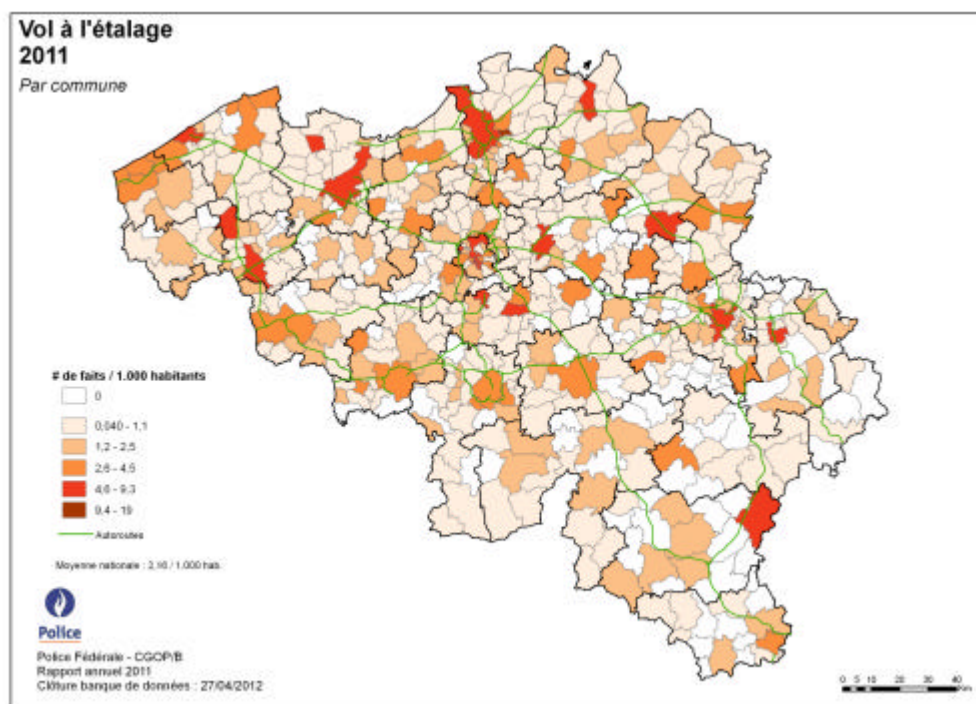 Vol à l'étalage
2011
Par commune
# de faits / 1.000 habitants
0
0,040 - 1,1
1,2 - 2,5
2,6 - 4,5
4,6 - 9,3
9,4 - 19
Autoroutes
Moyenne nationale : 2,16 / 1.000 hab.
Police
Police Fédérale - CGOP/B
Rapport annuel 2011
Clôture banque de données : 27/04/2012
0 5 10 20 30 40
Km